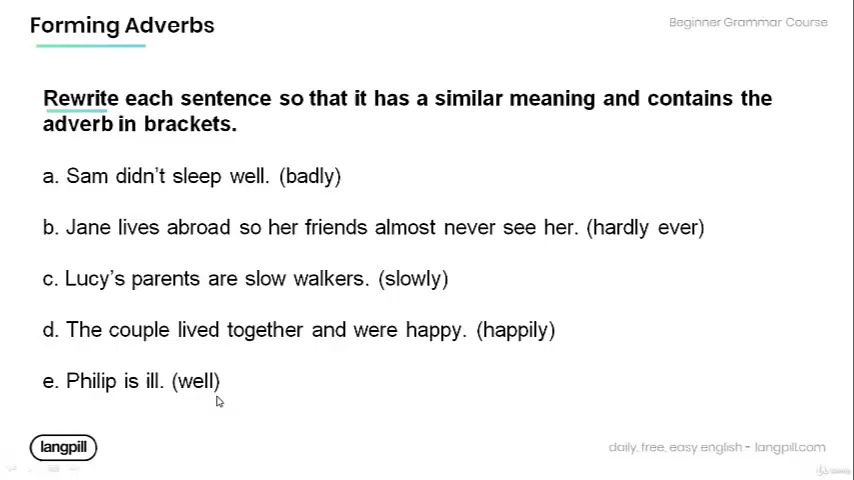 Forming Adverbs
Beginner Grammar Course
Rewrite each sentence so that it has a similar meaning and contains the
adverb in brackets.
a. Sam didn’t sleep well. (badly)
b. Jane lives abroad so her friends almost never see her. (hardly ever)
c. Lucy’s parents are slow walkers. (slowly)
d. The couple lived together and were happy. (happily)
e. Philip is ill. (well)
langpill
daily, free, easy english - langpill.com